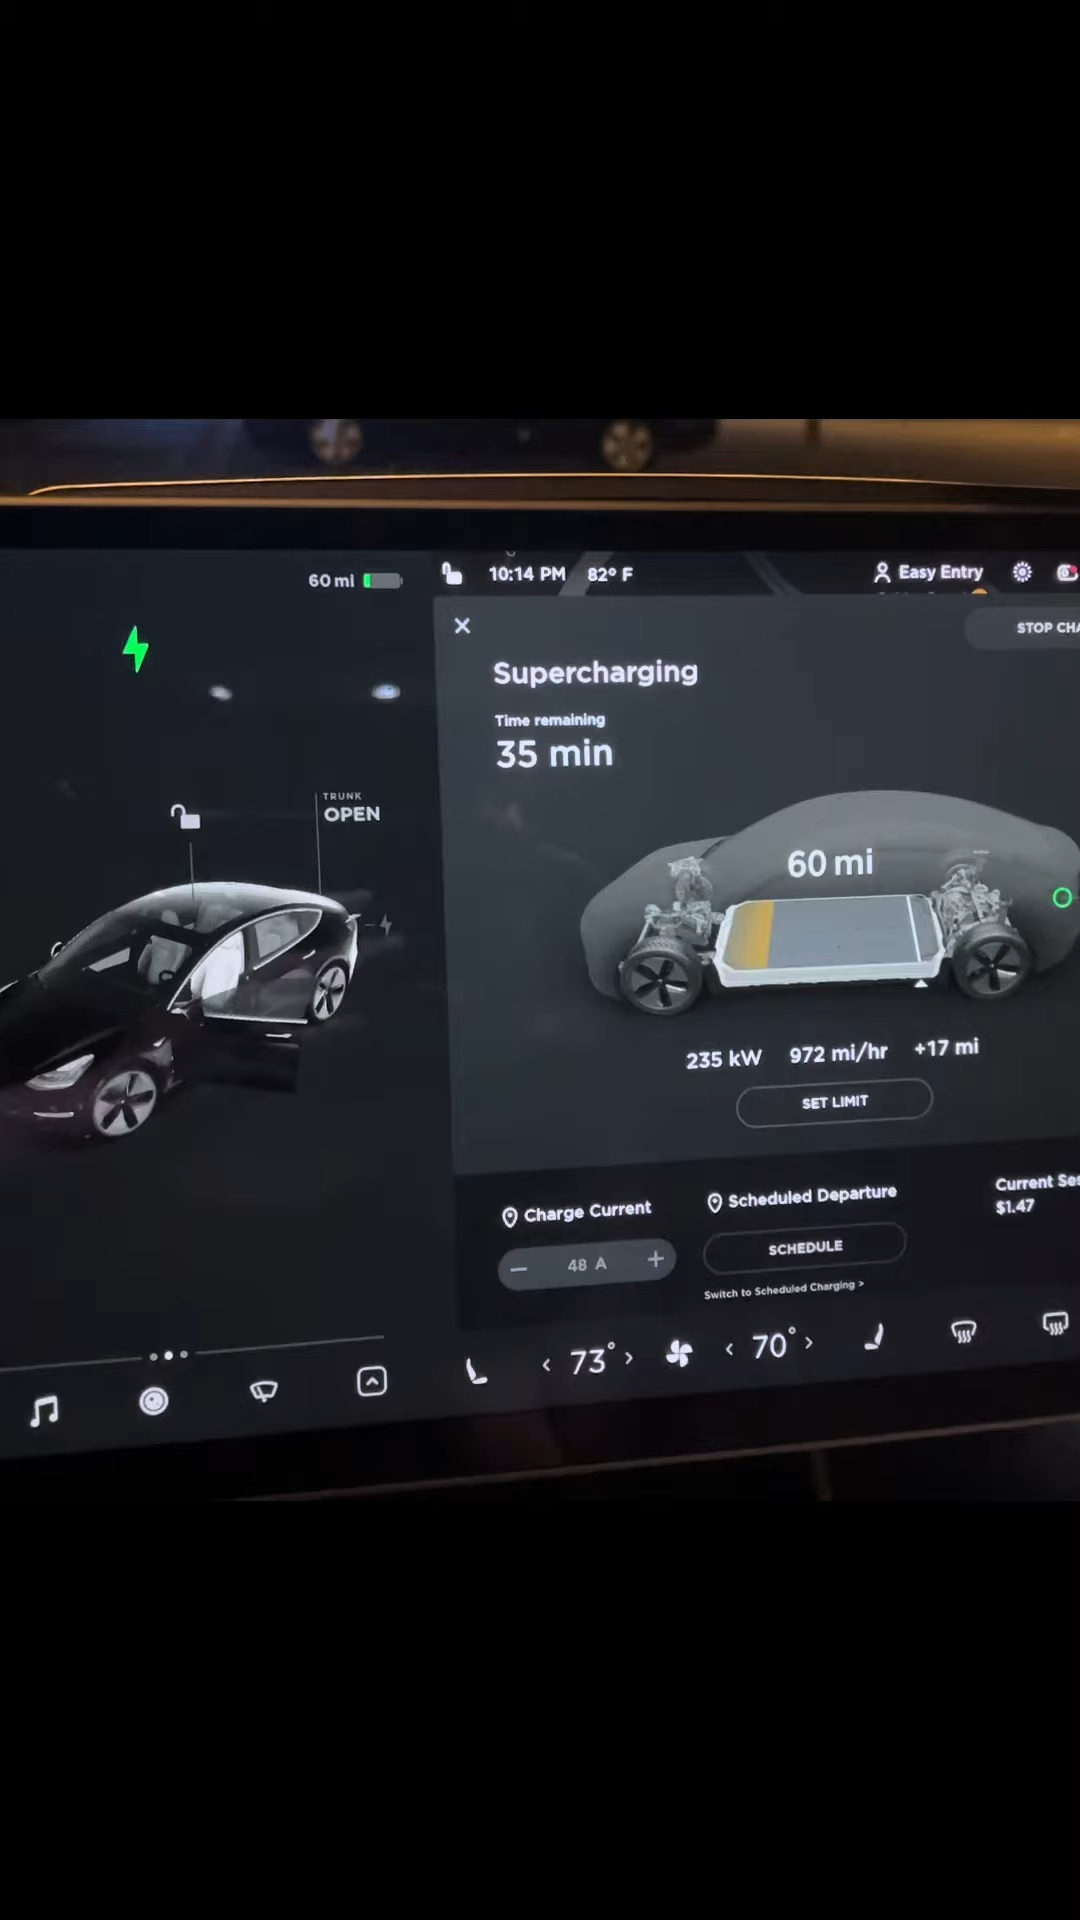 60 mi
10:14 PM 82° F
Easy Entry
STOP CHA
Supercharging
Time remaining
35 min
TRUNK
OPEN
60 mi
235 kW 972 mi/hr +17 mi
SET LIMIT
Charge Current
− 48 A +
Scheduled Departure
SCHEDULE
Switch to Scheduled Charging >
Current Ses
$1.47
< 73° >
< 70° >